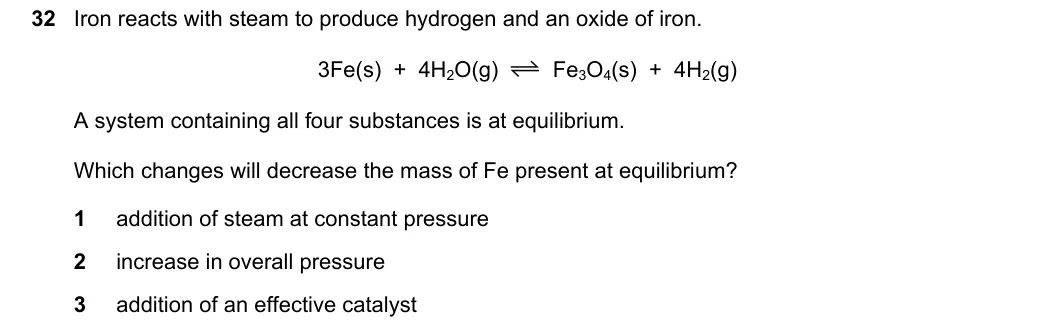 32 Iron reacts with steam to produce hydrogen and an oxide of iron.
3Fe(s) + 4H₂O(g) ⇌ Fe₃O₄(s) + 4H₂(g)
A system containing all four substances is at equilibrium.
Which changes will decrease the mass of Fe present at equilibrium?
1 addition of steam at constant pressure
2 increase in overall pressure
3 addition of an effective catalyst